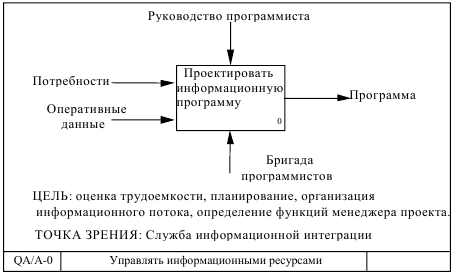 Руководство программиста
Проектировать
информационную
программу
0
Потребности
Оперативные
данные
Программа
Бригада
программистов
ЦЕЛЬ: оценка трудоемкости, планирование, организация
информационного потока, определение функций менеджера проекта.
ТОЧКА ЗРЕНИЯ: Служба информационной интеграции
QA/A-0 Управлять информационными ресурсами